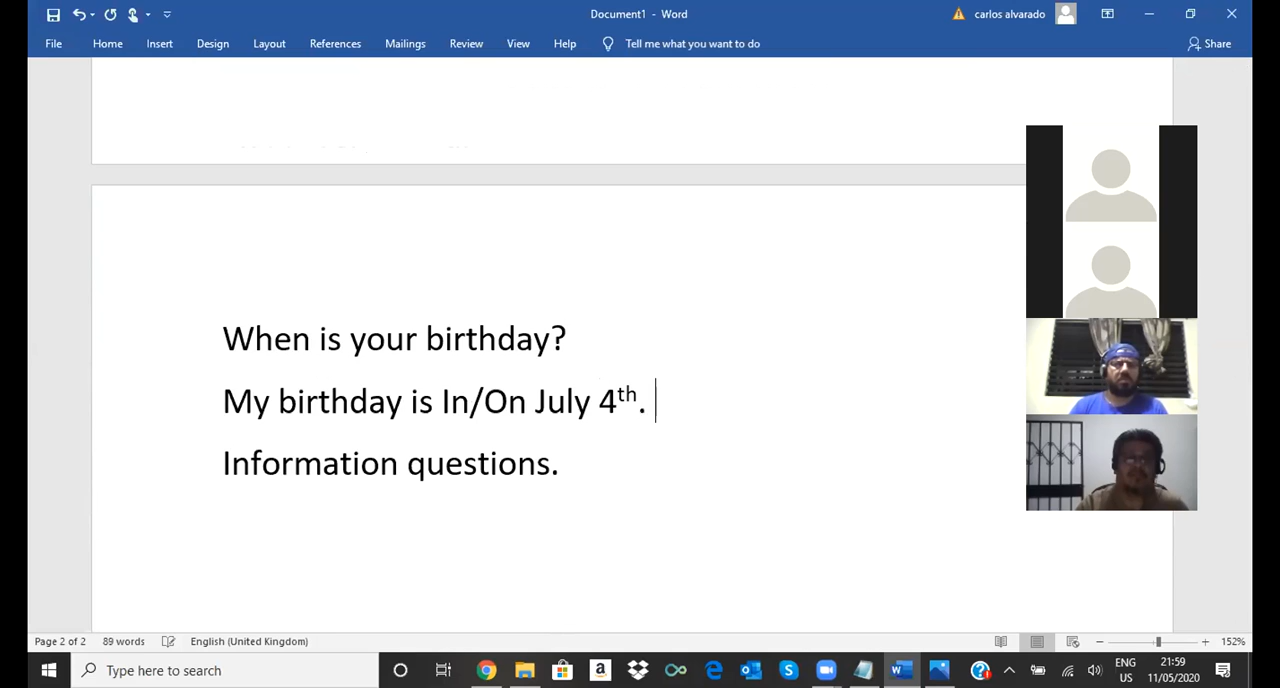 Document1 - Word
carlos alvarado
File Home Insert Design Layout References Mailings Review View Help Tell me what you want to do Share
When is your birthday?
My birthday is In/On July 4th.
Information questions.
Page 2 of 2 89 words English (United Kingdom) 152%
Type here to search
ENG
US
21:59
11/05/2020